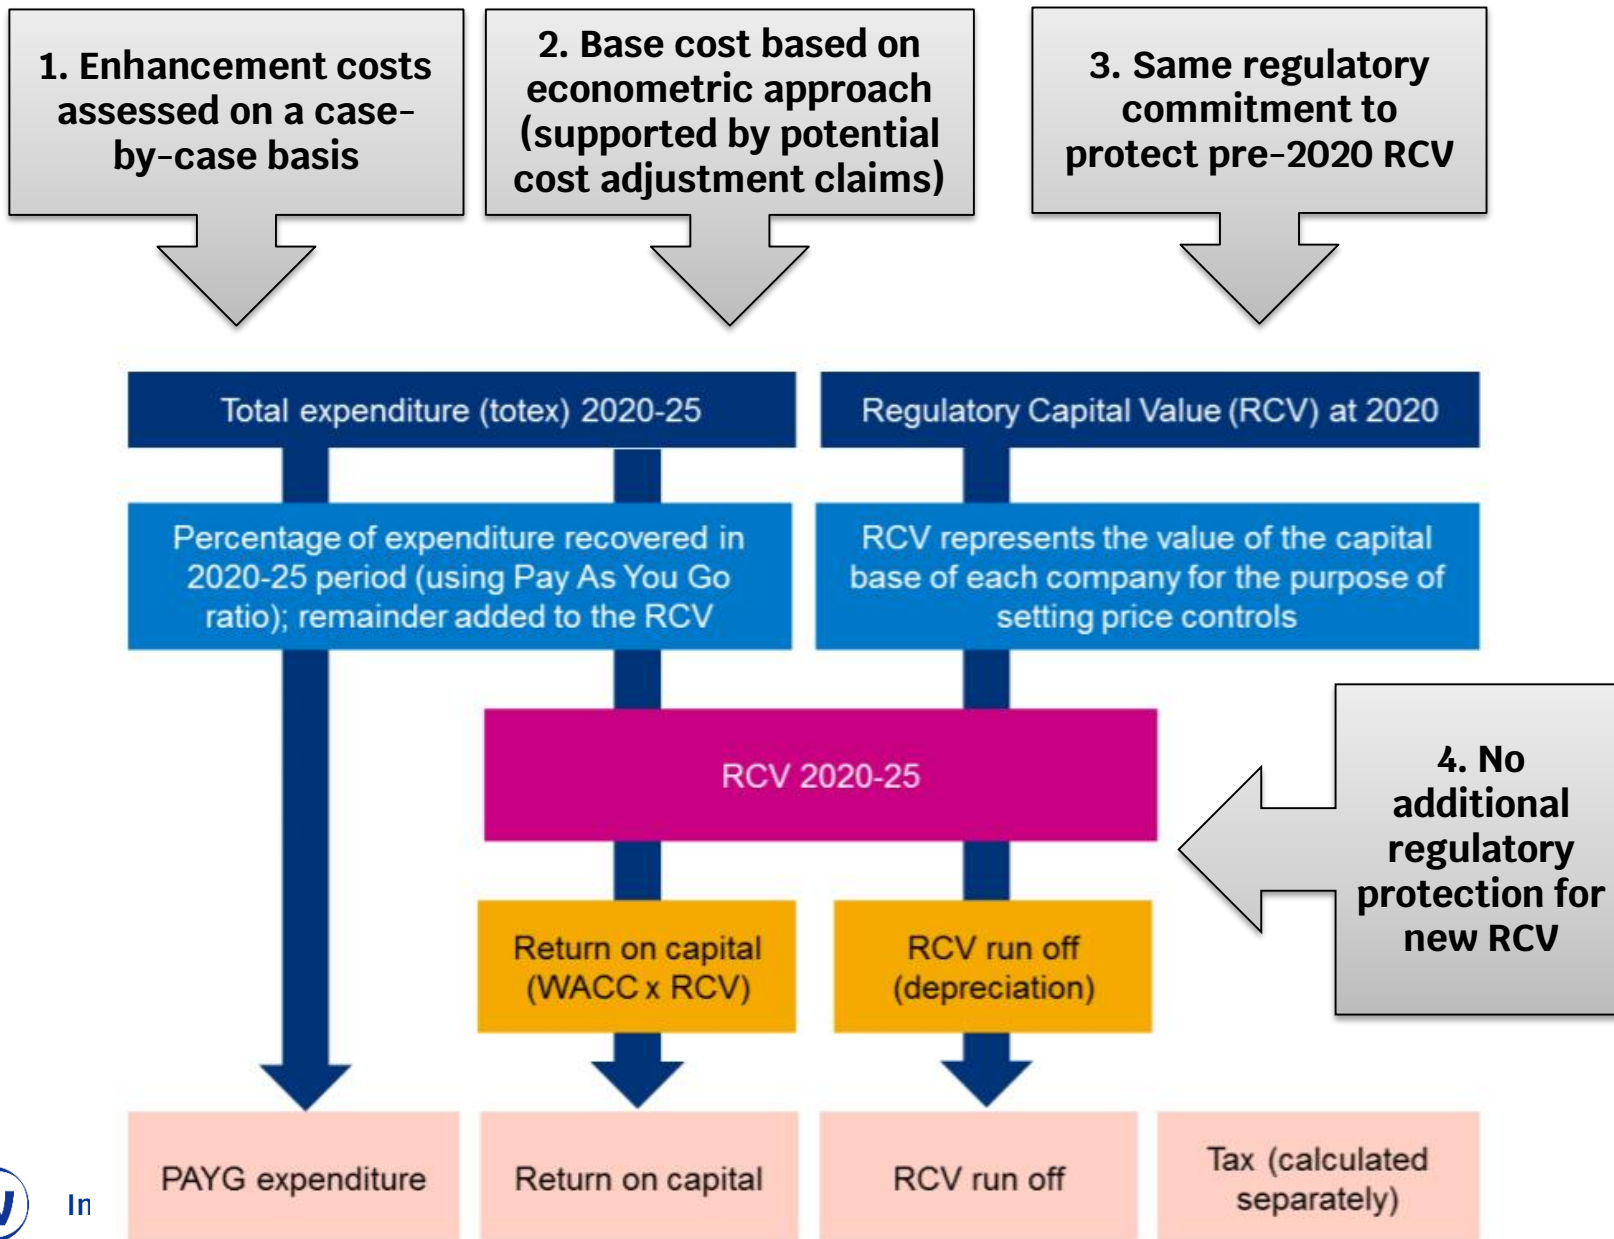 1. Enhancement costs
assessed on a case-
by-case basis
2. Base cost based on
econometric approach
(supported by potential
cost adjustment claims)
3. Same regulatory
commitment to
protect pre-2020 RCV
Total expenditure (totex) 2020-25
Regulatory Capital Value (RCV) at 2020
Percentage of expenditure recovered in
2020-25 period (using Pay As You Go
ratio); remainder added to the RCV
RCV represents the value of the capital
base of each company for the purpose of
setting price controls
RCV 2020-25
4. No
additional
regulatory
protection for
new RCV
Return on capital
(WACC x RCV)
RCV run off
(depreciation)
PAYG expenditure
Return on capital
RCV run off
Tax (calculated
separately)
In